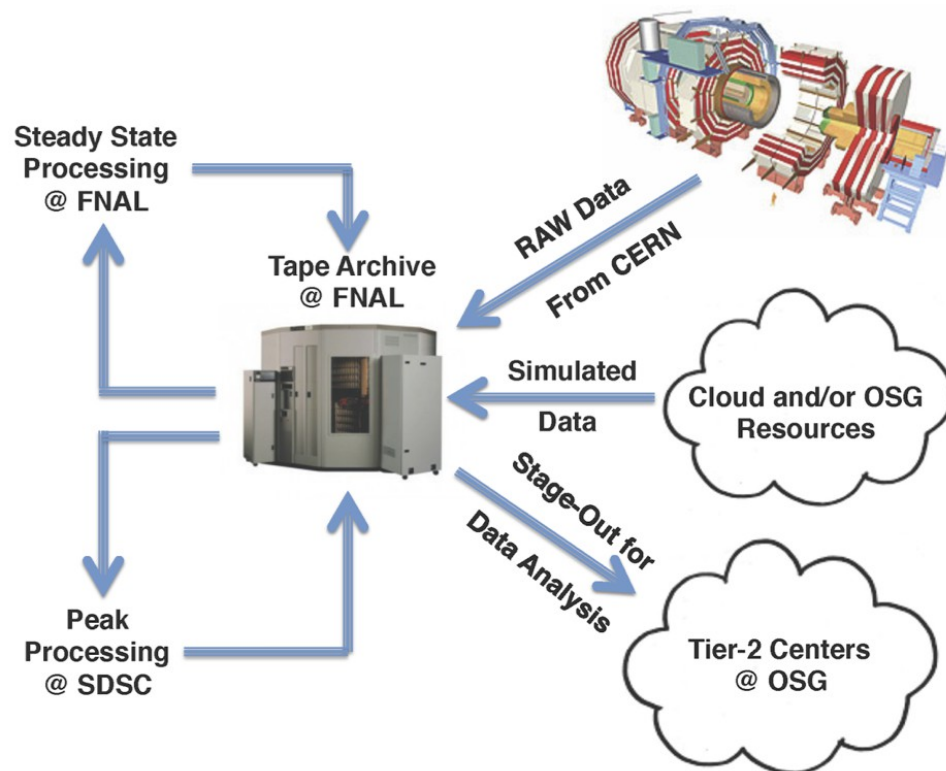 Steady State
Processing
@ FNAL
Tape Archive
@ FNAL
RAW Data
From CERN
Simulated
Data
Cloud and/or OSG
Resources
Stage-Out for
Data Analysis
Peak
Processing
@ SDSC
Tier-2 Centers
@ OSG